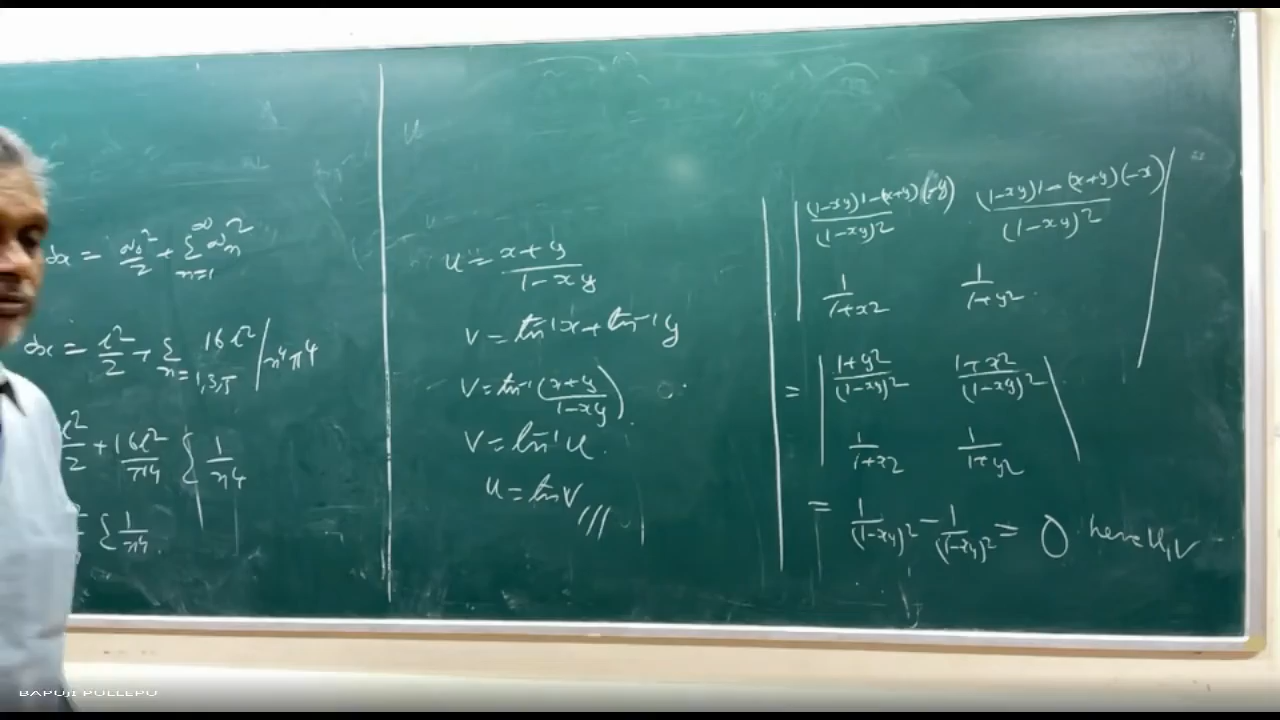 dx = a₀²/2 + Σ_{n=1}^∞ aₙ²
dx = l²/2 + Σ_{n=1,3,5} 16l²/n⁴π⁴
l²/2 + 16l²/π⁴ { 1/n⁴
{ 1/n⁴
u = (x+y)/(1-xy)
v = tan⁻¹x + tan⁻¹y
v = tan⁻¹((x+y)/(1-xy))
v = tan⁻¹u.
u = tan v
| ((1-xy)1-(x+y)(-y))/(1-xy)² ((1-xy)1-(x+y)(-x))/(1-xy)² | =
1/(1+x²) 1/(1+y²)
= | (1+y²)/(1-xy)² (1+x²)/(1-xy)² |
1/(1+x²) 1/(1+y²)
= 1/(1-xy)² - 1/(1-xy)² = 0 here u, v
BAPUJI PULLEPU